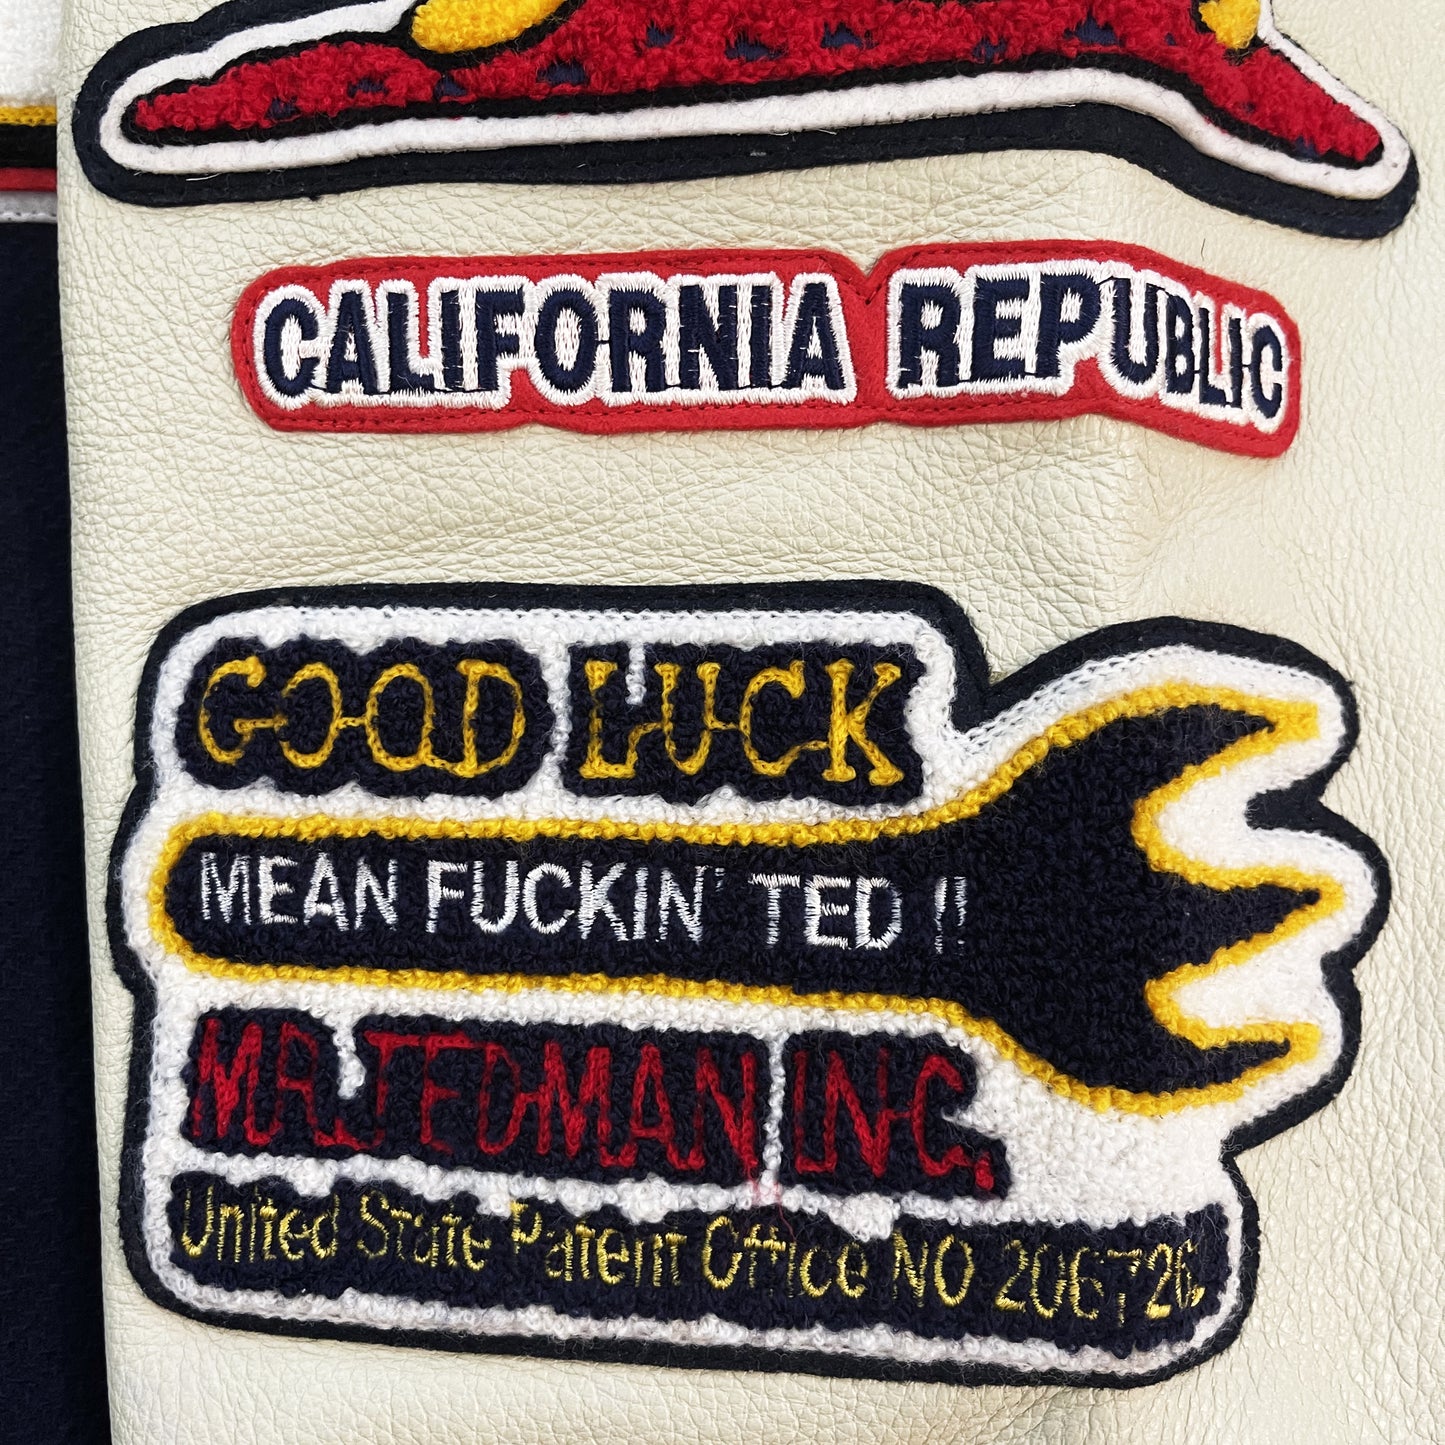 CALIFORNIA REPUBLIC
GOOD LUCK
MEAN FUCKIN' TED !!
MR.TEDMAN INC.
United State Patent Office NO 206726.